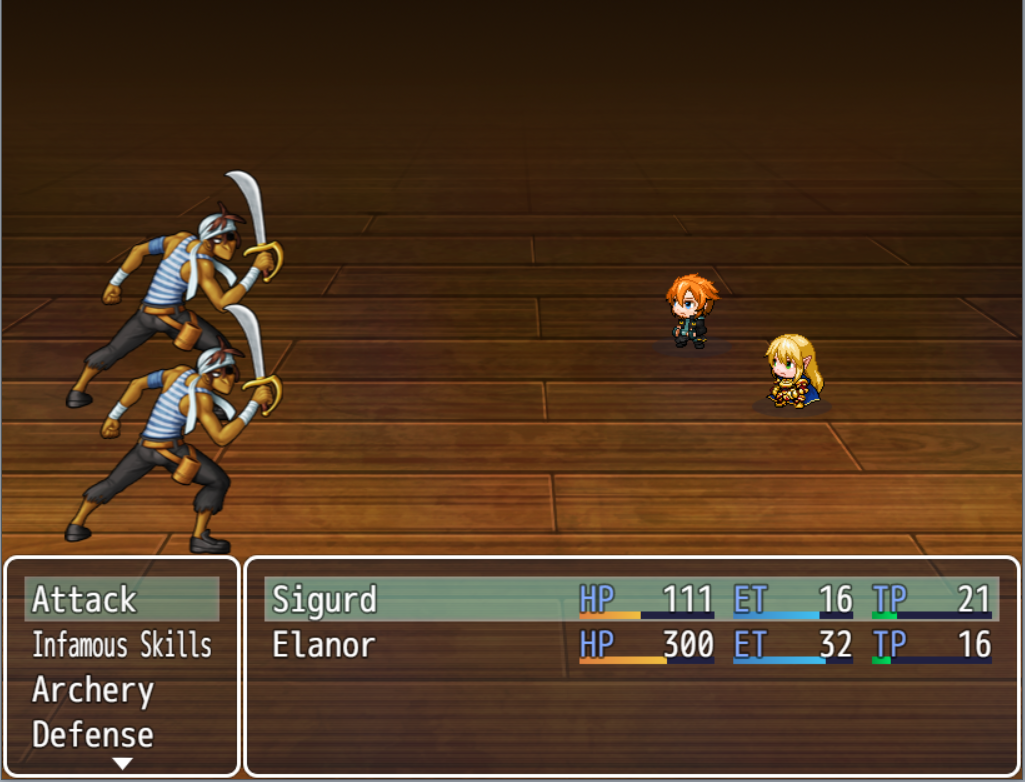 Attack
Infamous Skills
Archery
Defense
Sigurd HP 111 ET 16 TP 21
Elanor HP 300 ET 32 TP 16